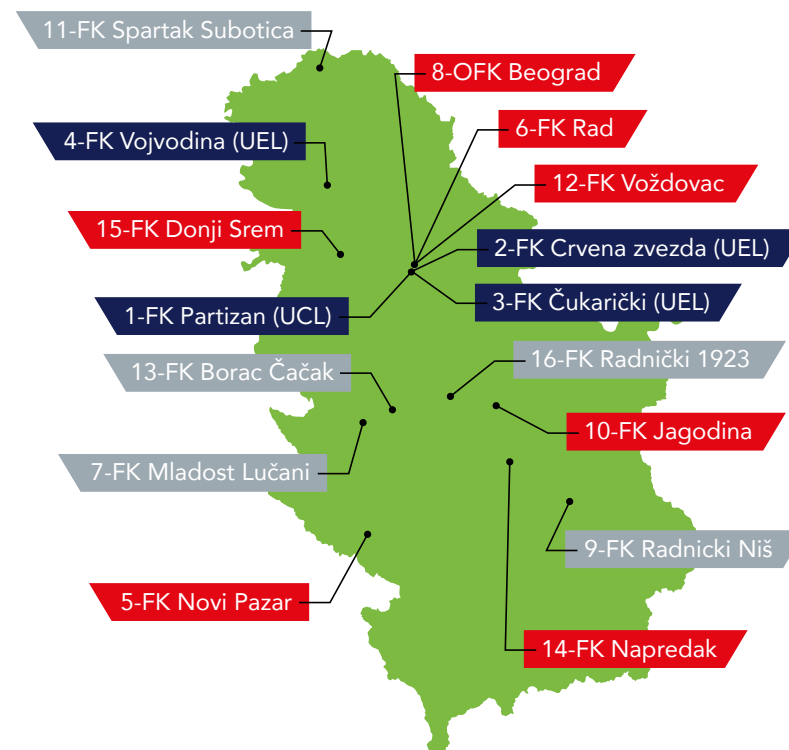 11-FK Spartak Subotica
8-OFK Beograd
6-FK Rad
4-FK Vojvodina (UEL)
12-FK Voždovac
15-FK Donji Srem
2-FK Crvena zvezda (UEL)
1-FK Partizan (UCL)
3-FK Čukarički (UEL)
13-FK Borac Čačak
16-FK Radnički 1923
10-FK Jagodina
7-FK Mladost Lučani
9-FK Radnicki Niš
5-FK Novi Pazar
14-FK Napredak